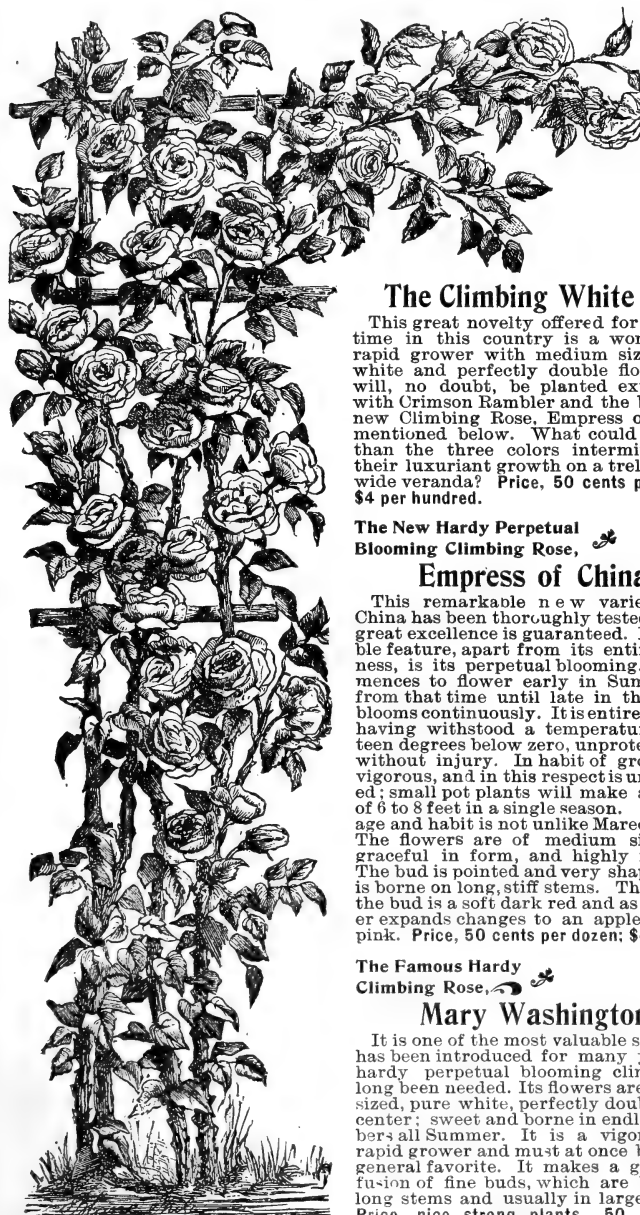 The Climbing White
This great novelty offered for
time in this country is a wor
rapid grower with medium siz
white and perfectly double flo
will, no doubt, be planted ex
with Crimson Rambler and the
new Climbing Rose, Empress o
mentioned below. What could
than the three colors intermi
their luxuriant growth on a trel
wide veranda? Price, 50 cents p
$4 per hundred.
The New Hardy Perpetual
Blooming Climbing Rose,
Empress of China
This remarkable new varie
China has been thoroughly teste
great excellence is guaranteed.
ble feature, apart from its enti
ness, is its perpetual blooming.
mences to flower early in Sum
from that time until late in th
blooms continuously. It is entire
having withstood a temperatu
teen degrees below zero, unprote
without injury. In habit of gro
vigorous, and in this respect is u
ed; small pot plants will make
of 6 to 8 feet in a single season.
age and habit is not unlike Marec
The flowers are of medium si
graceful in form, and highly
The bud is pointed and very sha
is borne on long, stiff stems. Th
the bud is a soft dark red and as
er expands changes to an apple
pink. Price, 50 cents per dozen; $
The Famous Hardy
Climbing Rose,
Mary Washington
It is one of the most valuable s
has been introduced for many
hardy perpetual blooming clim
long been needed. Its flowers are
sized, pure white, perfectly dou
center; sweet and borne in endl
bers all Summer. It is a vigo
rapid grower and must at once b
general favorite. It makes a g
fusion of fine buds, which are
long stems and usually in large
Price, nice strong plants, 50